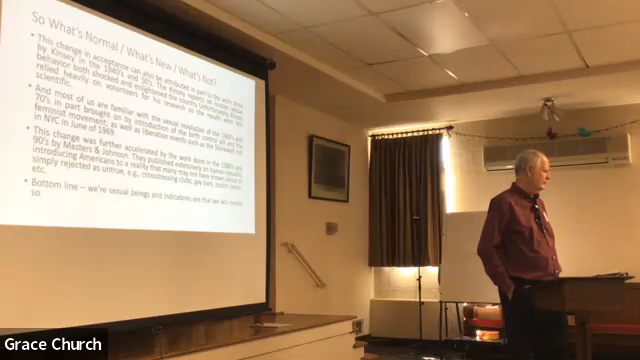 So What's Normal / What's New / What's Not?
• This change in acceptance can also be attributed in part to the work done
by Kinsey in the 1940's and 50's. The Kinsey reports on human sexual
behavior both shocked and enlightened the country. Unfortunately, Kinsey
relied heavily on volunteers for his research so the results were not
scientific.
• And most of us are familiar with the sexual revolution of the 1960's and
70's in part brought on by introduction of the birth control pill and the
feminist movement; as well as liberation events such as the Stonewall riot
in NYC in June of 1969.
• This change was further accelerated by the work done in the 1980's and
90's by Masters & Johnson. They published extensively on human sexuality
introducing Americans to a reality that many may not have known about or
simply rejected as untrue, e.g., crossdressing clubs, gay bars,
etc.
• Bottom line – we're sexual beings and indications are that we will remain
so.
Grace Church